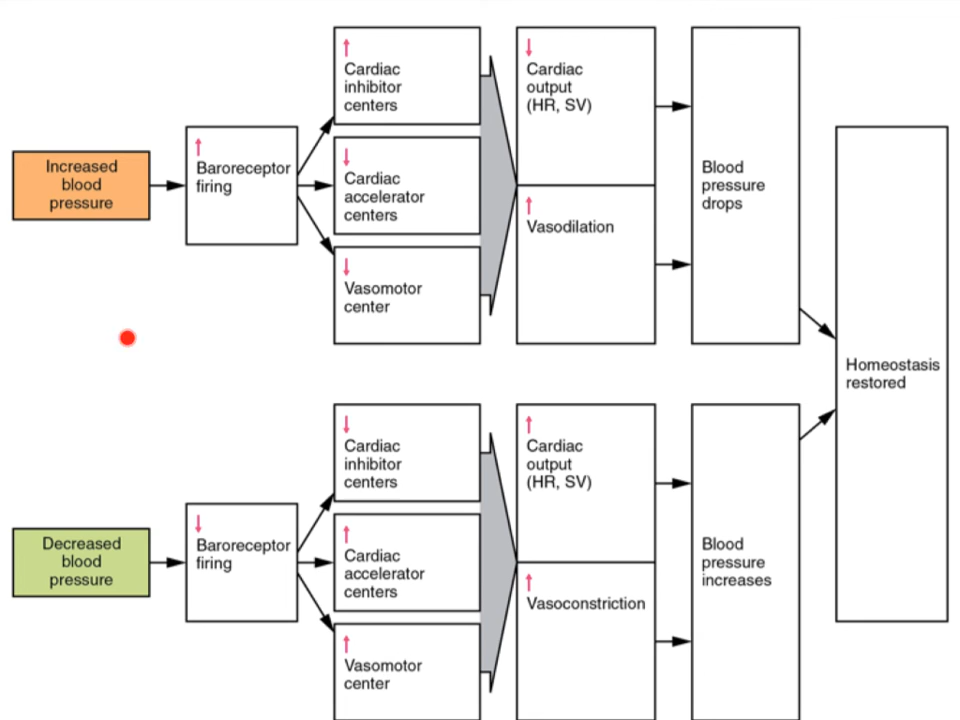 Increased
blood
pressure
↑
Baroreceptor
firing
↑
Cardiac
inhibitor
centers
↓
Cardiac
accelerator
centers
↓
Vasomotor
center
↓
Cardiac
output
(HR, SV)
↑
Vasodilation
Blood
pressure
drops
Homeostasis
restored
Decreased
blood
pressure
↓
Baroreceptor
firing
↓
Cardiac
inhibitor
centers
↑
Cardiac
accelerator
centers
↑
Vasomotor
center
↑
Cardiac
output
(HR, SV)
↑
Vasoconstriction
Blood
pressure
increases